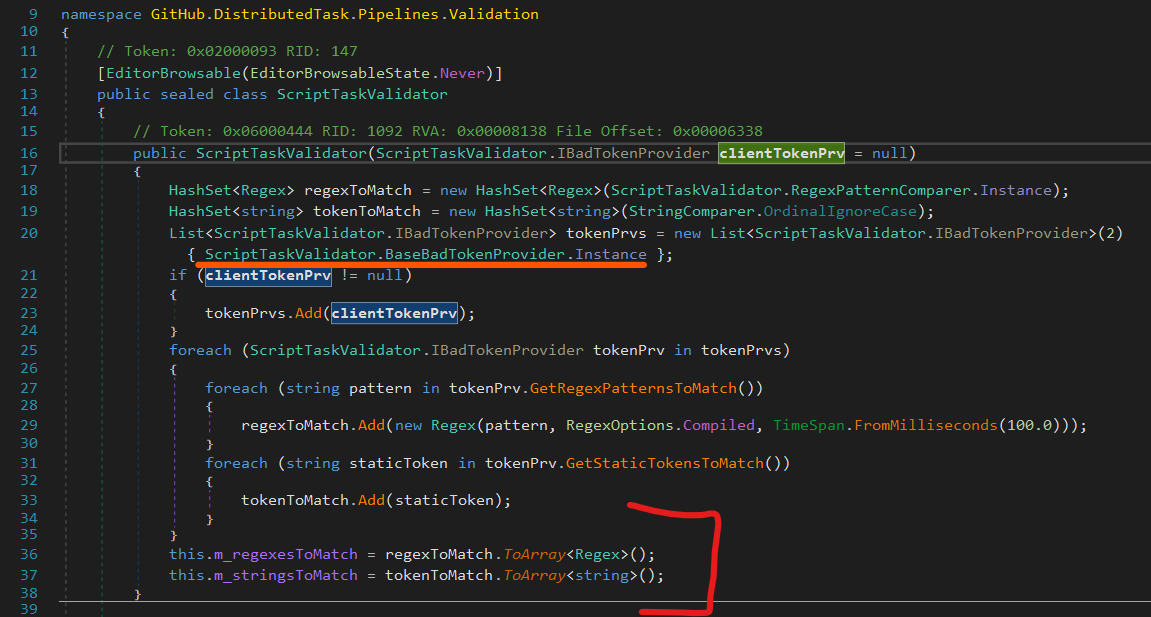 9 namespace GitHub.DistributedTask.Pipelines.Validation
10 {
11 // Token: 0x02000093 RID: 147
12 [EditorBrowsable(EditorBrowsableState.Never)]
13 public sealed class ScriptTaskValidator
14 {
15 // Token: 0x06000444 RID: 1092 RVA: 0x00008138 File Offset: 0x00006338
16 public ScriptTaskValidator(ScriptTaskValidator.IBadTokenProvider clientTokenPrv = null)
17 {
18 HashSet<Regex> regexToMatch = new HashSet<Regex>(ScriptTaskValidator.RegexPatternComparer.Instance);
19 HashSet<string> tokenToMatch = new HashSet<string>(StringComparer.OrdinalIgnoreCase);
20 List<ScriptTaskValidator.IBadTokenProvider> tokenPrvs = new List<ScriptTaskValidator.IBadTokenProvider>(2)
{ ScriptTaskValidator.BaseBadTokenProvider.Instance };
21 if (clientTokenPrv != null)
22 {
23 tokenPrvs.Add(clientTokenPrv);
24 }
25 foreach (ScriptTaskValidator.IBadTokenProvider tokenPrv in tokenPrvs)
26 {
27 foreach (string pattern in tokenPrv.GetRegexPatternsToMatch())
28 {
29 regexToMatch.Add(new Regex(pattern, RegexOptions.Compiled, TimeSpan.FromMilliseconds(100.0)));
30 }
31 foreach (string staticToken in tokenPrv.GetStaticTokensToMatch())
32 {
33 tokenToMatch.Add(staticToken);
34 }
35 }
36 this.m_regexesToMatch = regexToMatch.ToArray<Regex>();
37 this.m_stringsToMatch = tokenToMatch.ToArray<string>();
38 }
39